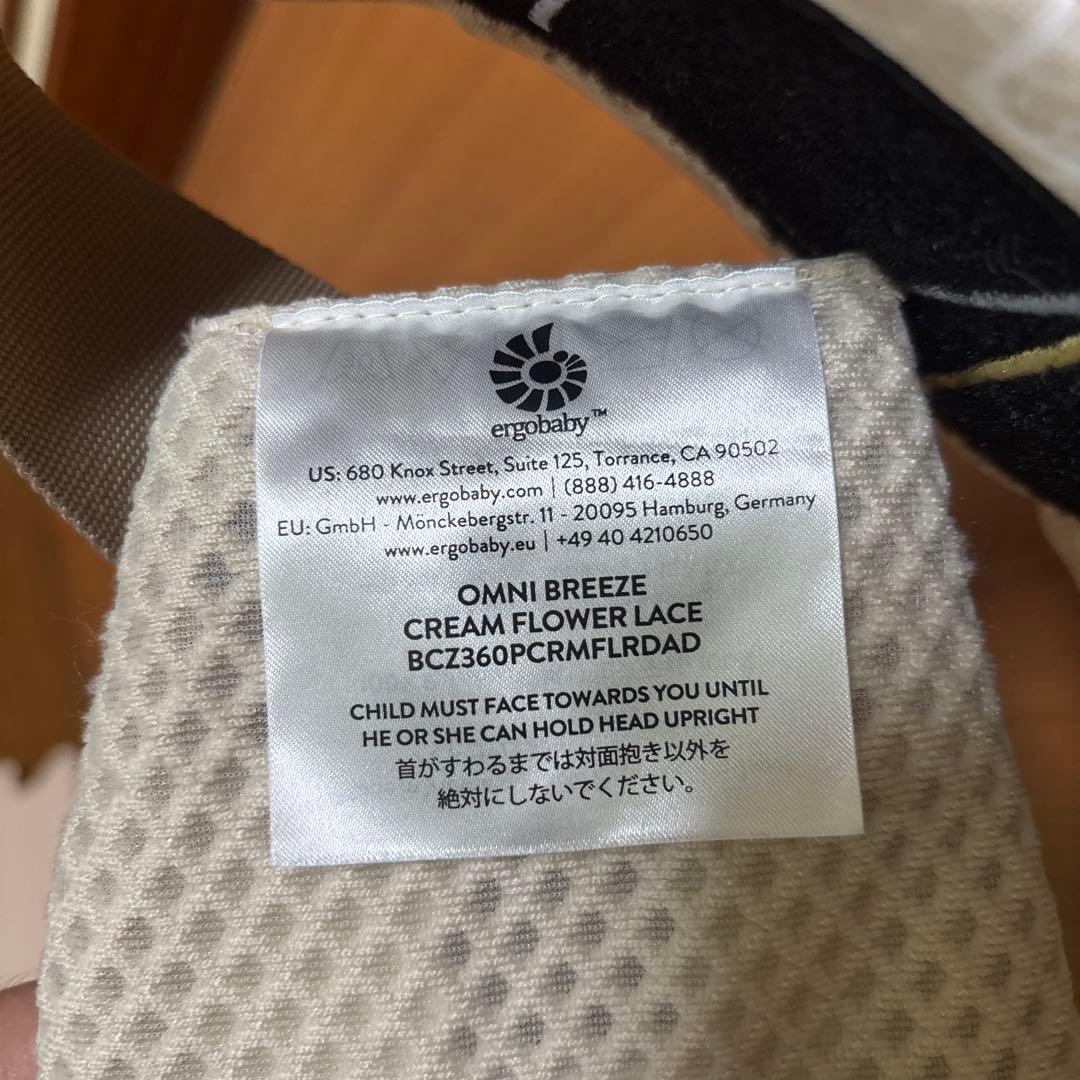 ergobaby™
US: 680 Knox Street, Suite 125, Torrance, CA 90502
www.ergobaby.com | (888) 416-4888
EU: GmbH - Mönckebergstr. 11 - 20095 Hamburg, Germany
www.ergobaby.eu | +49 40 4210650
OMNI BREEZE
CREAM FLOWER LACE
BCZ360PCRMFLRDAD
CHILD MUST FACE TOWARDS YOU UNTIL
HE OR SHE CAN HOLD HEAD UPRIGHT
首がすわるまでは対面抱き以外を
絶対にしないでください。